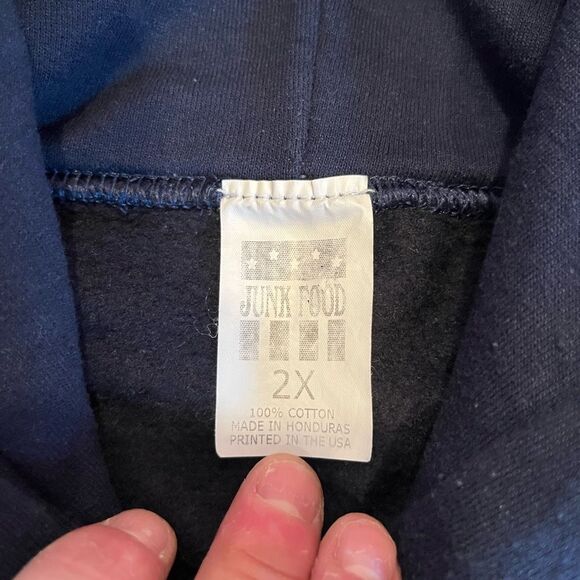 JUNK FOOD
2X
100% COTTON
MADE IN HONDURAS
PRINTED IN THE USA